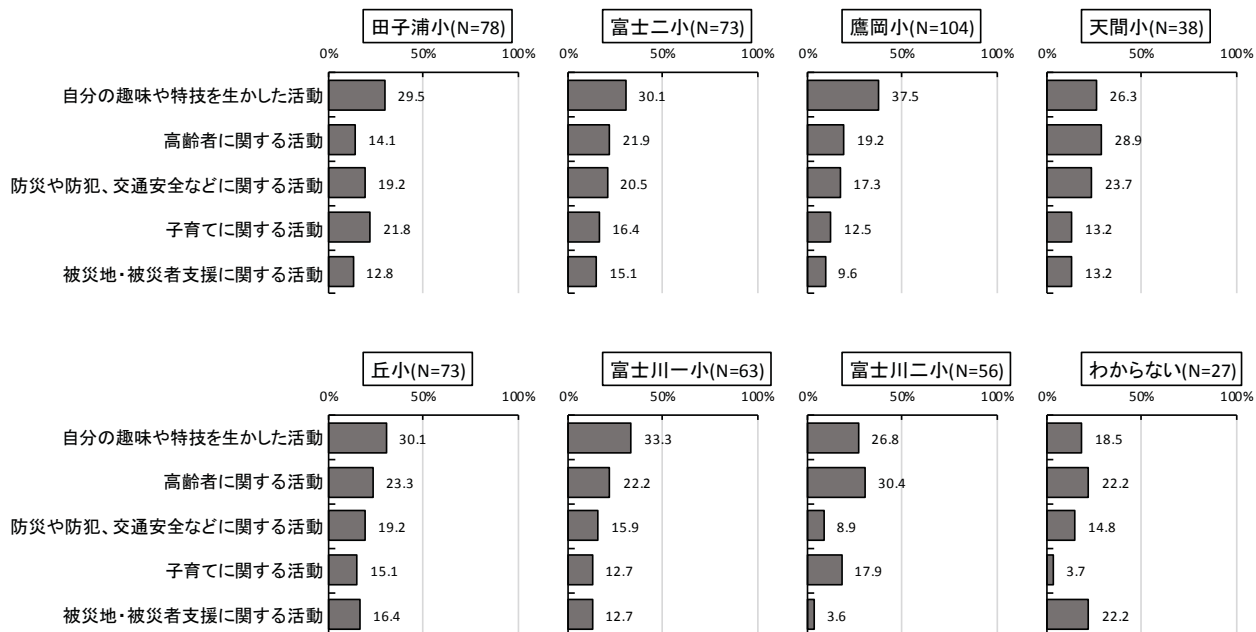 田子浦小(N=78) 富士二小(N=73) 鷹岡小(N=104) 天間小(N=38)
0% 50% 100% 0% 50% 100% 0% 50% 100% 0% 50% 100%
自分の趣味や特技を生かした活動 29.5 30.1 37.5 26.3
高齢者に関する活動 14.1 21.9 19.2 28.9
防災や防犯、交通安全などに関する活動 19.2 20.5 17.3 23.7
子育てに関する活動 21.8 16.4 12.5 13.2
被災地・被災者支援に関する活動 12.8 15.1 9.6 13.2
丘小(N=73) 富士川一小(N=63) 富士川二小(N=56) わからない(N=27)
0% 50% 100% 0% 50% 100% 0% 50% 100% 0% 50% 100%
自分の趣味や特技を生かした活動 30.1 33.3 26.8 18.5
高齢者に関する活動 23.3 22.2 30.4 22.2
防災や防犯、交通安全などに関する活動 19.2 15.9 8.9 14.8
子育てに関する活動 15.1 12.7 17.9 3.7
被災地・被災者支援に関する活動 16.4 12.7 3.6 22.2